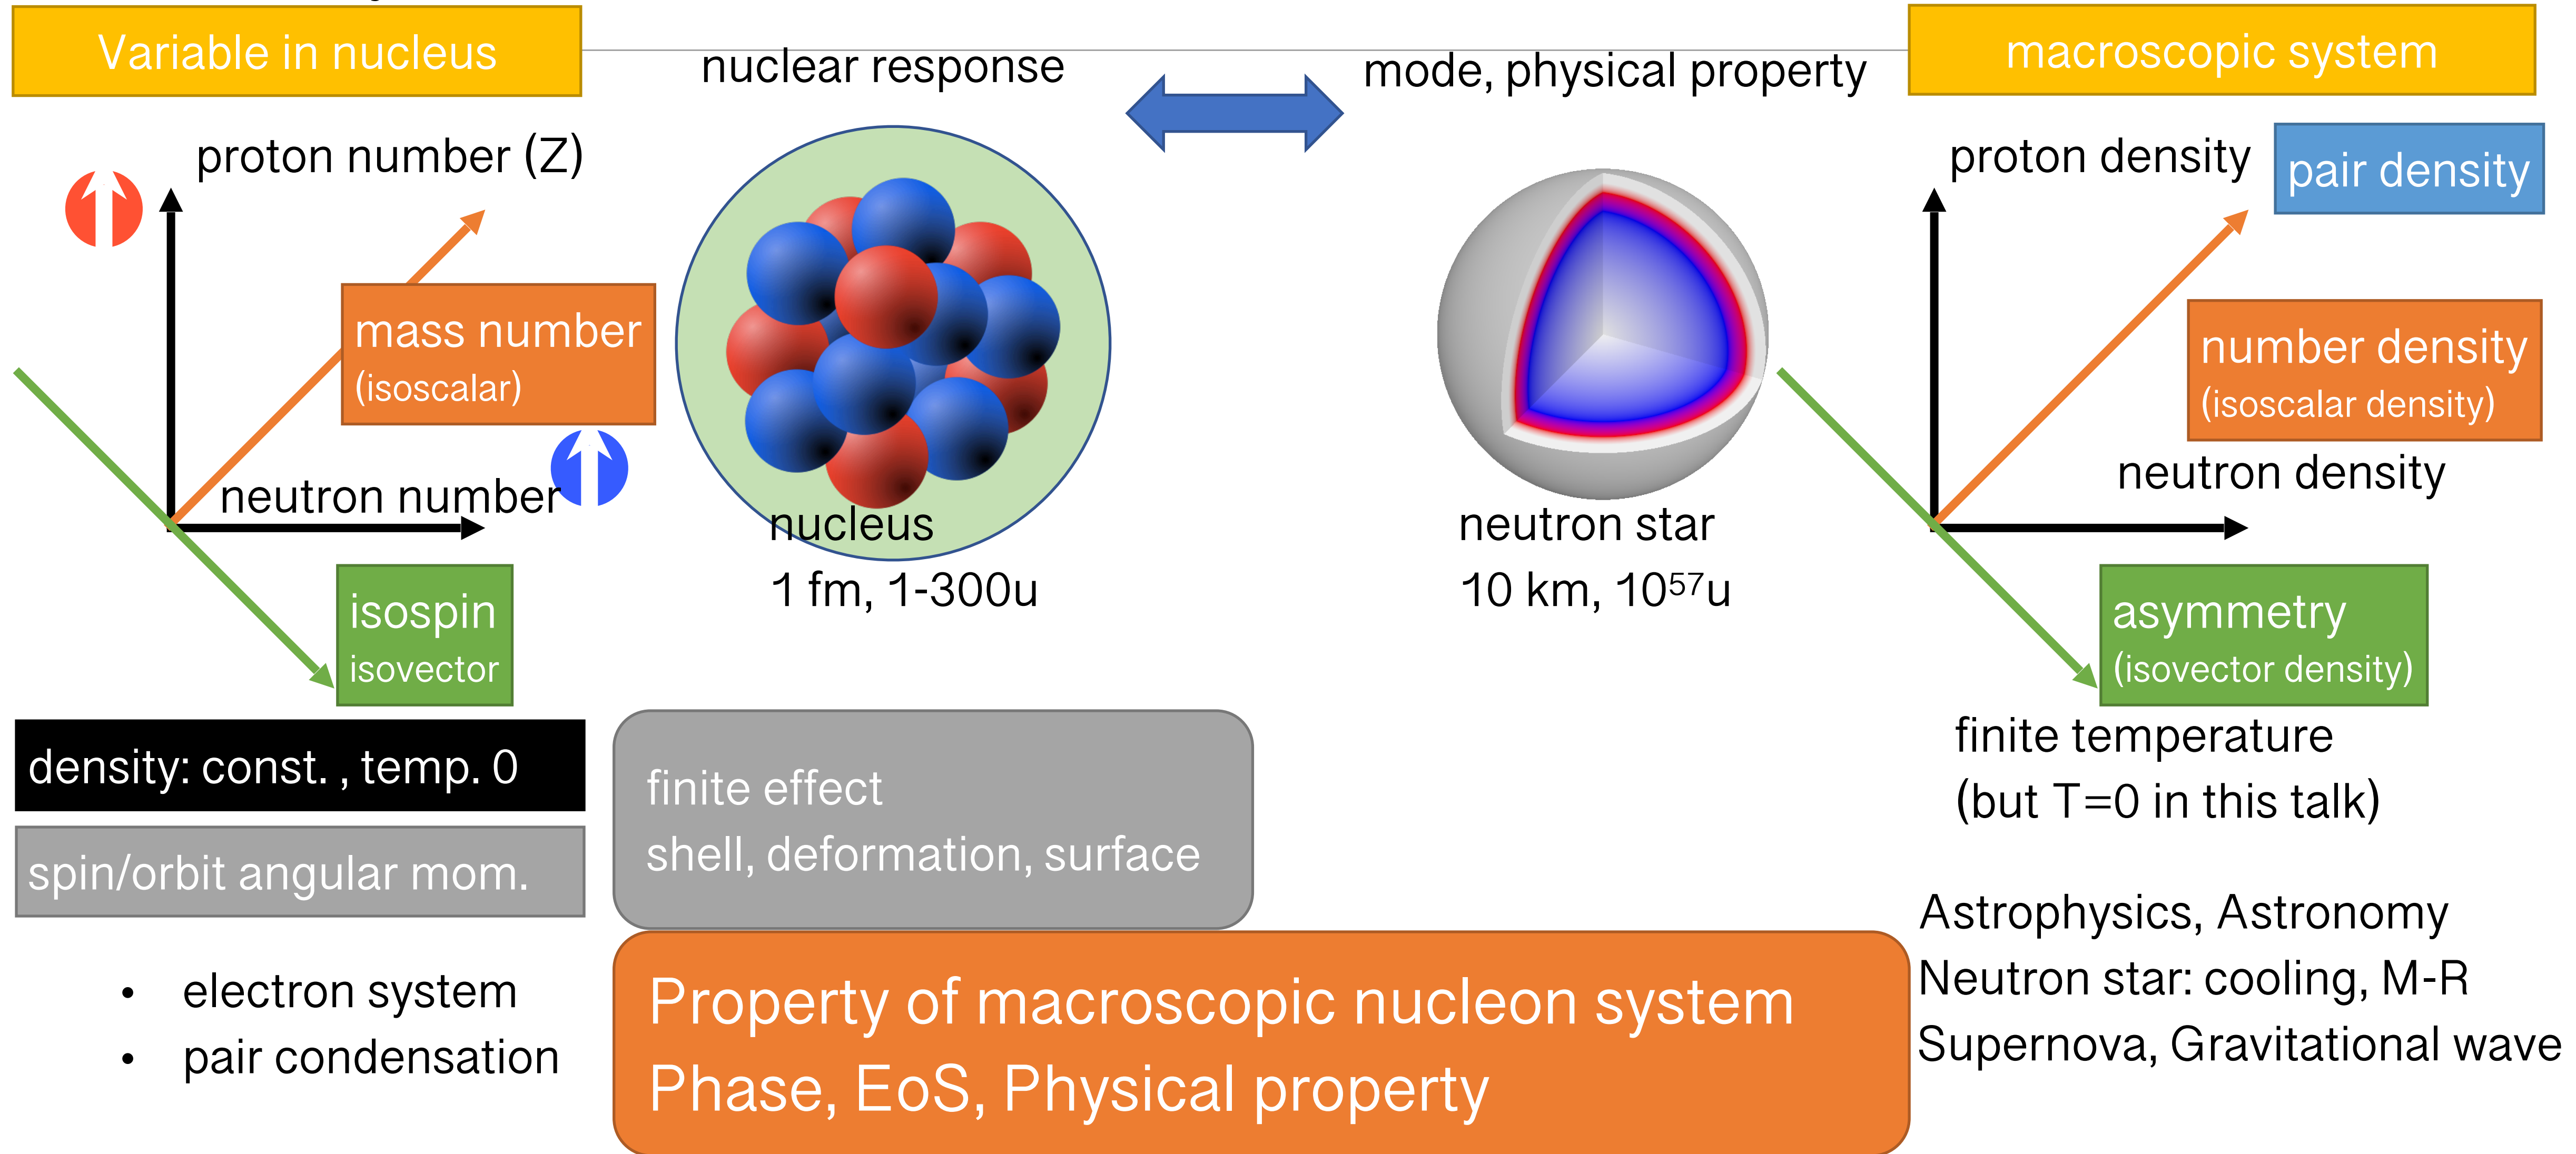 Variable in nucleus
nuclear response
mode, physical property
macroscopic system
proton number (Z)
mass number
(isoscalar)
neutron number
isospin
isovector
nucleus
1 fm, 1-300u
neutron star
10 km, 10⁵⁷u
proton density
pair density
number density
(isoscalar density)
neutron density
asymmetry
(isovector density)
density: const. , temp. 0
spin/orbit angular mom.
• electron system
• pair condensation
finite effect
shell, deformation, surface
Property of macroscopic nucleon system
Phase, EoS, Physical property
finite temperature
(but T=0 in this talk)
Astrophysics, Astronomy
Neutron star: cooling, M-R
Supernova, Gravitational wave